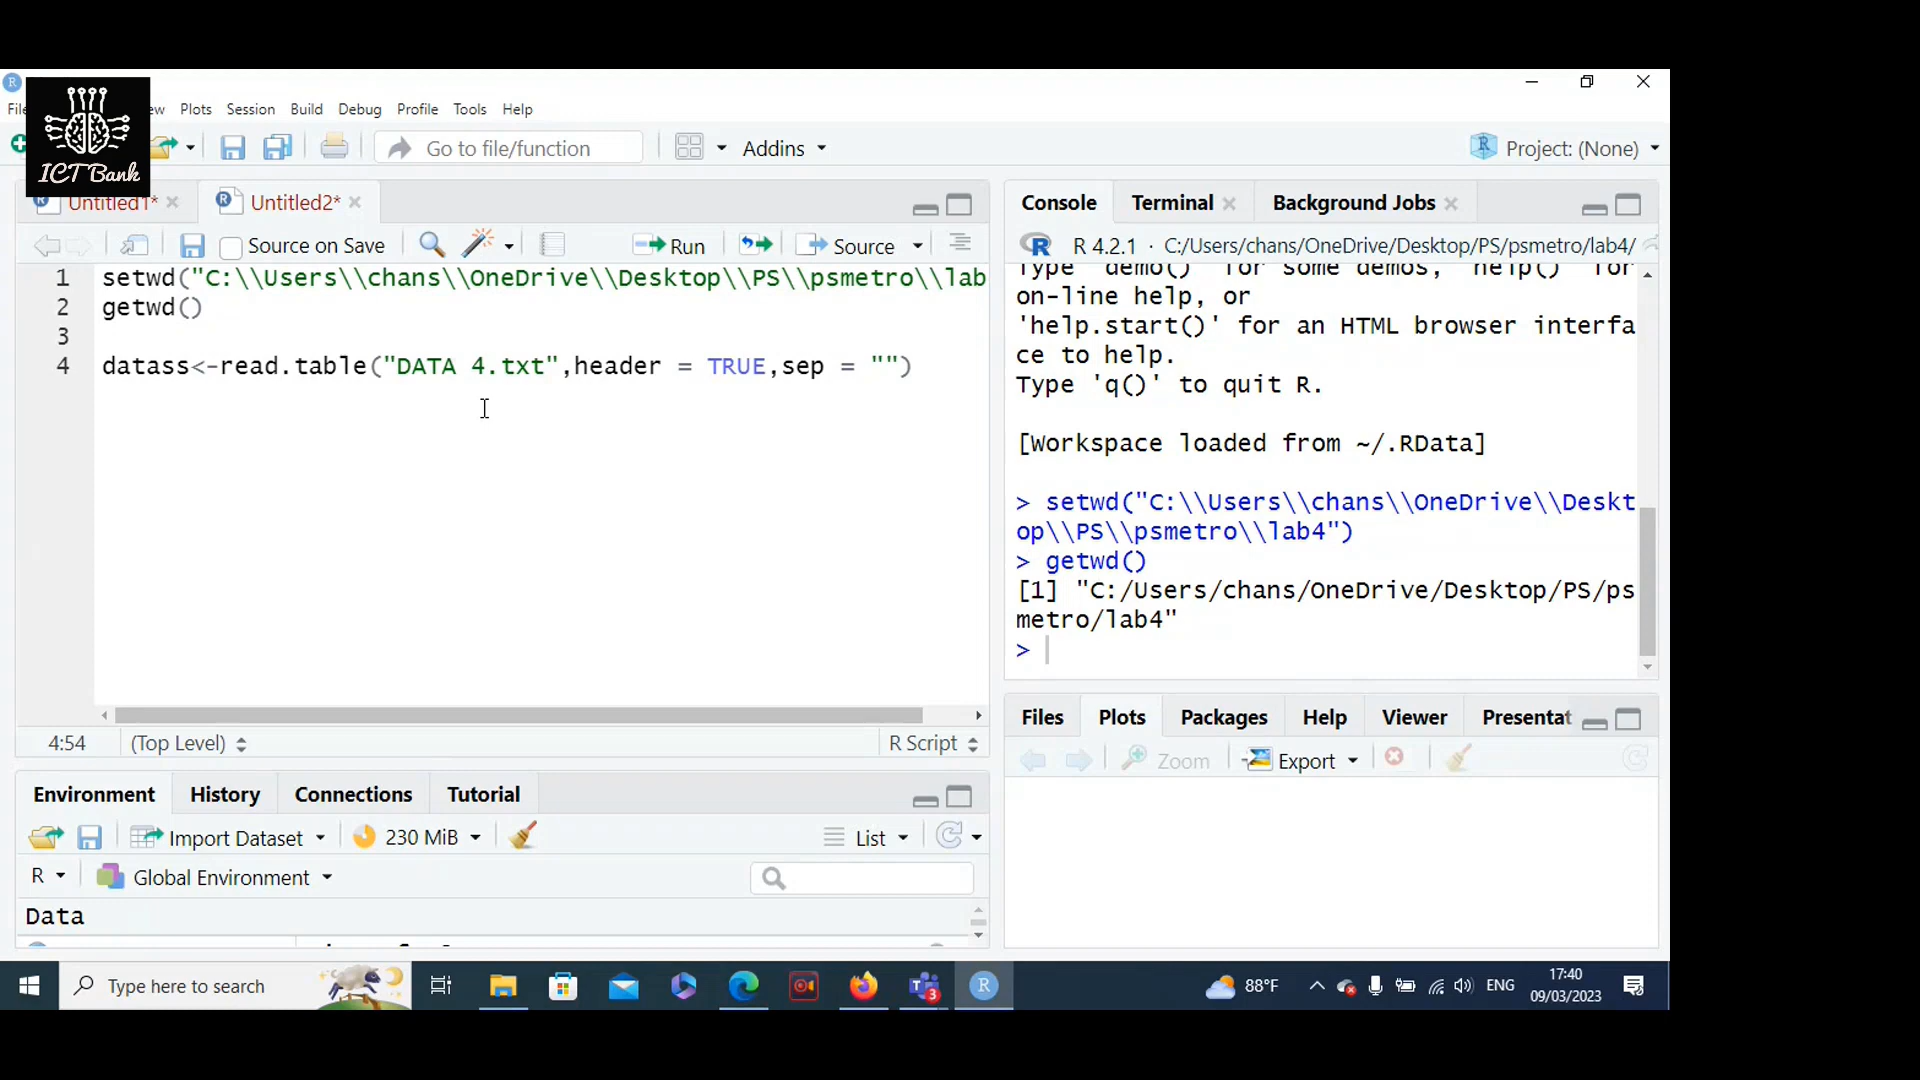 ICT Bank
Plots Session Build Debug Profile Tools Help
Go to file/function
Addins
Project: (None)
Untitled1*
Untitled2*
Source on Save
Run
Source
1 setwd("C:\\Users\\chans\\OneDrive\\Desktop\\PS\\psmetro\\lab
2 getwd()
3
4 datass<-read.table("DATA 4.txt",header = TRUE,sep = "")
4:54
(Top Level)
R Script
Environment History Connections Tutorial
Import Dataset
230 MiB
List
R
Global Environment
Data
Console Terminal Background Jobs
R 4.2.1 · C:/Users/chans/OneDrive/Desktop/PS/psmetro/lab4/
Type 'demo()' for some demos, 'help()' for
on-line help, or
'help.start()' for an HTML browser interfa
ce to help.
Type 'q()' to quit R.
[Workspace loaded from ~/.RData]
> setwd("C:\\Users\\chans\\OneDrive\\Deskt
op\\PS\\psmetro\\lab4")
> getwd()
[1] "C:/Users/chans/OneDrive/Desktop/PS/ps
metro/lab4"
>
Files Plots Packages Help Viewer Presentat
Zoom
Export
Type here to search
88°F
ENG
17:40
09/03/2023